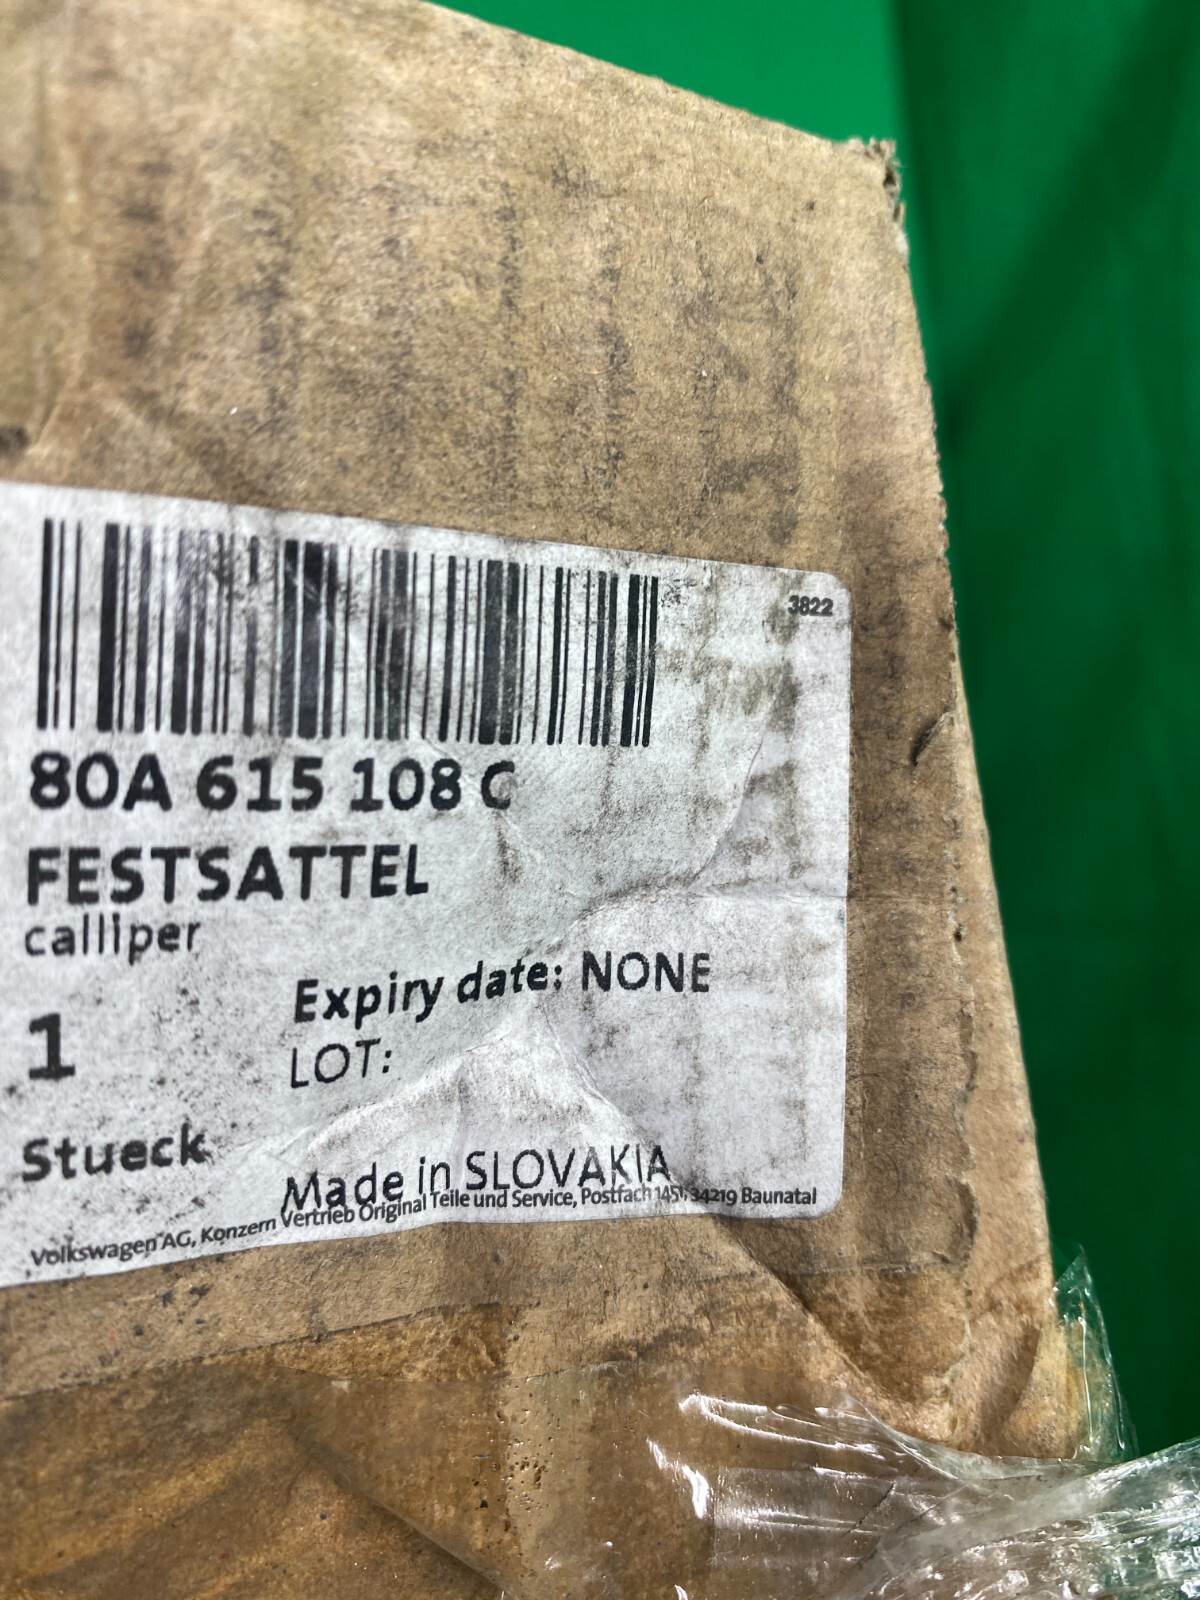 3822
80A 615 108 C
FESTSATTEL
calliper
Expiry date: NONE
1
LOT:
Stueck
Made in SLOVAKIA
Volkswagen AG, Konzern Vertrieb Original Teile und Service, Postfach 1451, 34219 Baunatal